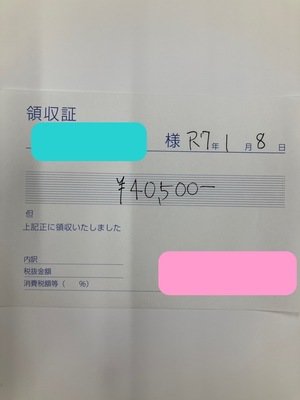 領収証
様 R7年1月8日
¥40,500-
但
上記正に領収いたしました
内訳
税抜金額
消費税額等( %)